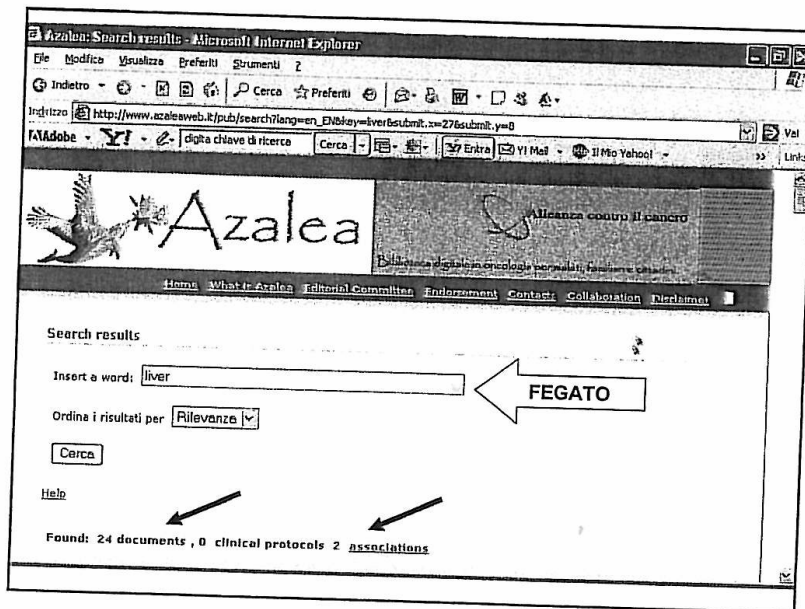 Azalea: Search results - Microsoft Internet Explorer
File Modifica Visualizza Preferiti Strumenti ?
Indietro Cerca Preferiti
Indirizzo http://www.azaleaweb.it/pub/search?lang=en_EN&key=liver&submit.x=27&submit.y=8 Vai
Adobe Y! digita chiave di ricerca Cerca Entra Y! Mail Il Mio Yahoo! >> Links
Azalea
Alleanza contro il cancro
Biblioteca digitale in oncologia per malati, familiari e cittadini
Home What is Azalea Editorial Committee Endorsement Contacts Collaboration Disclaimer
Search results
Insert a word: liver
FEGATO
Ordina i risultati per Rilevanza
Cerca
Help
Found: 24 documents , 0 clinical protocols 2 associations